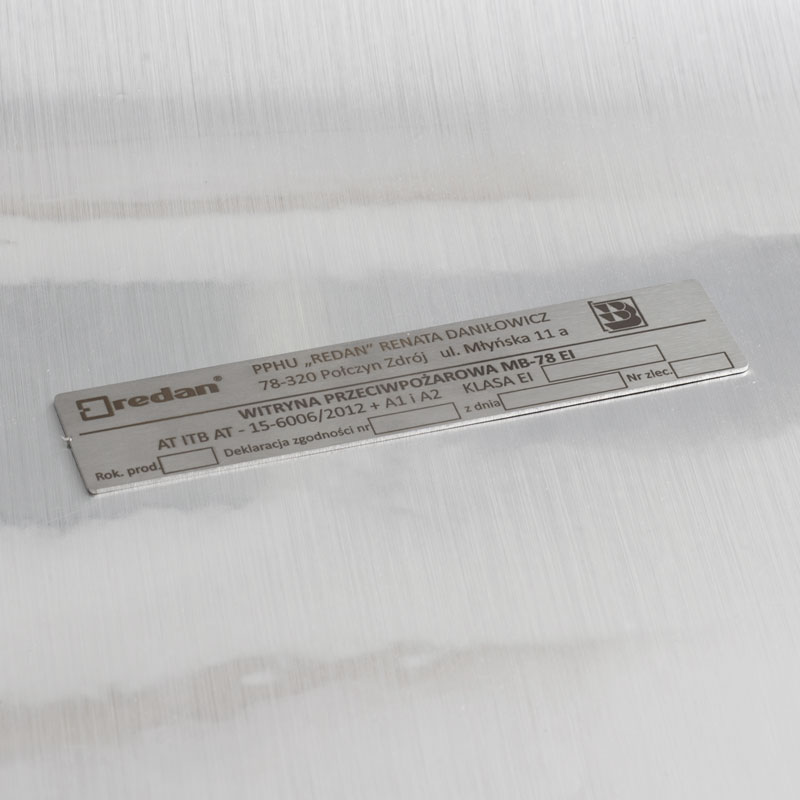 redan®
PPHU „REDAN" RENATA DANIŁOWICZ
78-320 Połczyn Zdrój ul. Młyńska 11 a
B
WITRYNA PRZECIWPOŻAROWA MB-78 EI
AT ITB AT - 15-6006/2012 + A1 i A2 KLASA EI
Rok. prod. Deklaracja zgodności nr z dnia Nr zlec.